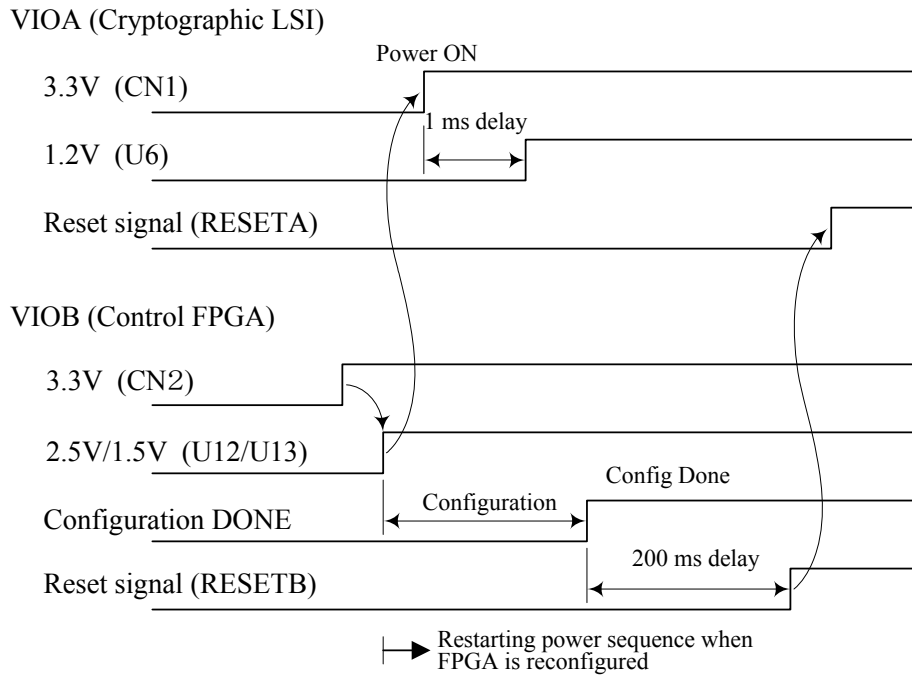 VIOA (Cryptographic LSI)
Power ON
3.3V (CN1)
1 ms delay
1.2V (U6)
Reset signal (RESETA)
VIOB (Control FPGA)
3.3V (CN2)
2.5V/1.5V (U12/U13)
Config Done
Configuration
Configuration DONE
200 ms delay
Reset signal (RESETB)
Restarting power sequence when
FPGA is reconfigured